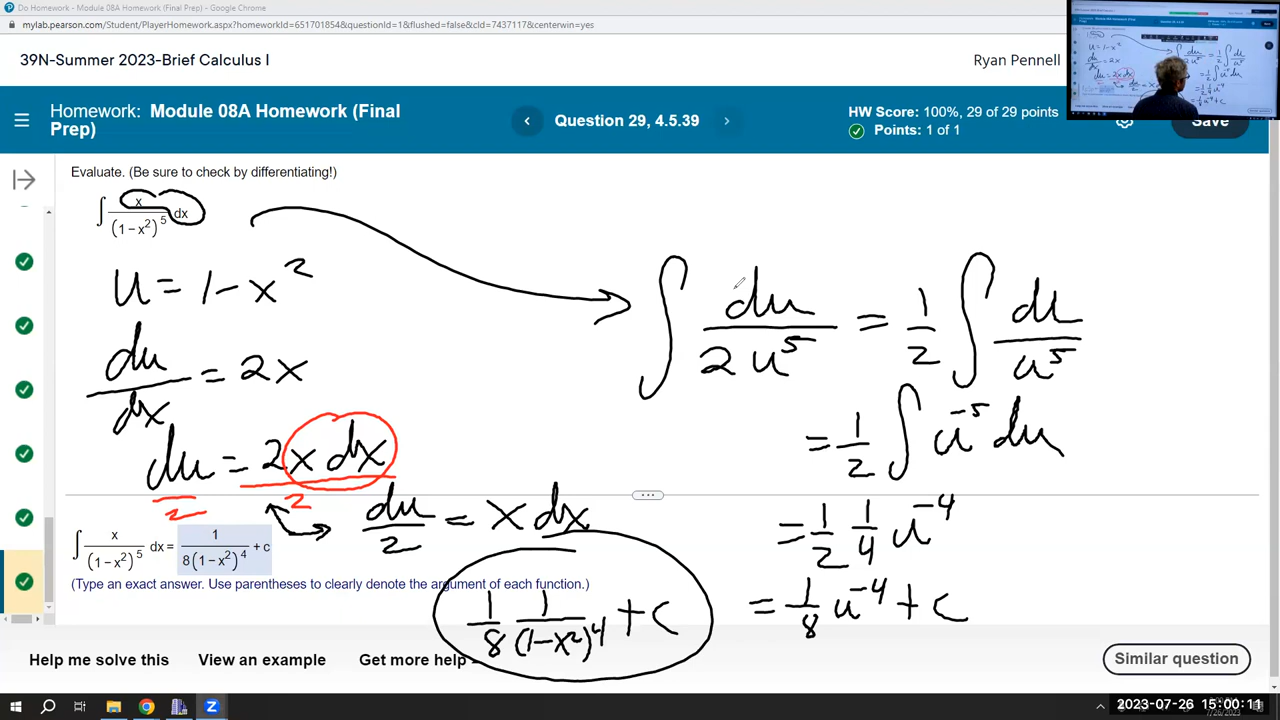 Do Homework - Module 08A Homework (Final Prep) - Google Chrome
mylab.pearson.com/Student/PlayerHomework.aspx?homeworkId=651701854&questionId=18&flushed=false&cId=7437117&centerwin=yes
39N-Summer 2023-Brief Calculus I
Ryan Pennell
Homework: Module 08A Homework (Final Prep)
Question 29, 4.5.39
HW Score: 100%, 29 of 29 points
Points: 1 of 1
Save
Evaluate. (Be sure to check by differentiating!)
∫ x/(1-x²)⁵ dx
u = 1-x²
du/dx = 2x
du/2 = 2x dx/2
du/2 = x dx
∫ du/2u⁵ = 1/2 ∫ du/u⁵
= 1/2 ∫ u⁻⁵ du
= 1/2 1/4 u⁻⁴
= 1/8 u⁻⁴ + c
1/8 1/(1-x²)⁴ + c
∫ x/(1-x²)⁵ dx = 1/8(1-x²)⁴ + c
(Type an exact answer. Use parentheses to clearly denote the argument of each function.)
Help me solve this
View an example
Get more help
Similar question
2023-07-26 15:00:11